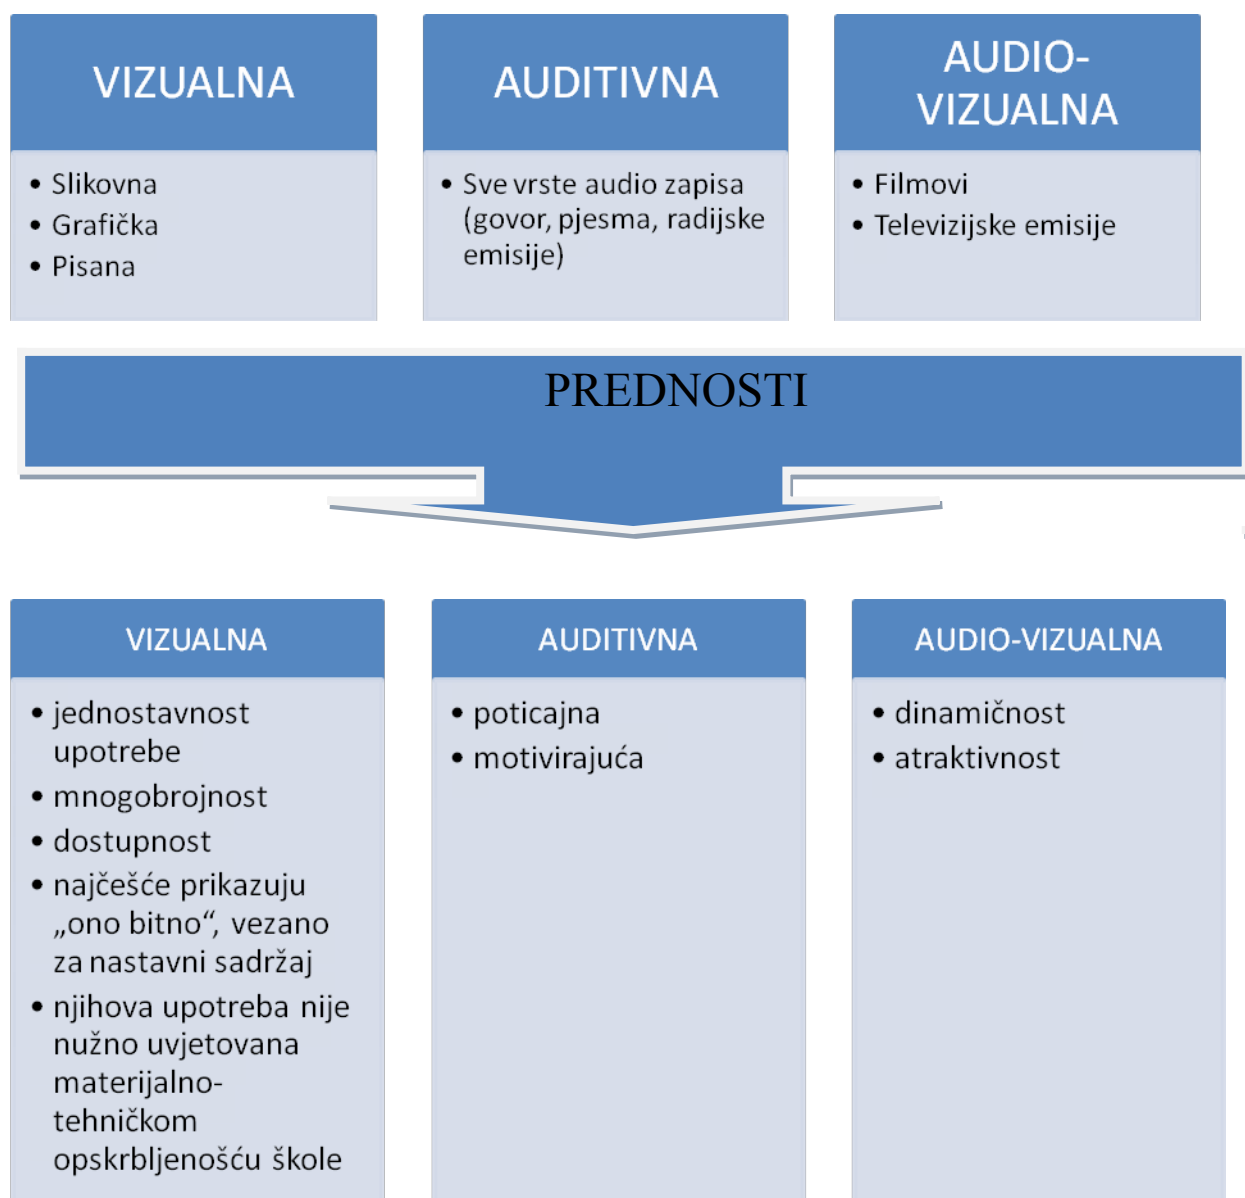 VIZUALNA
• Slikovna
• Grafička
• Pisana
AUDITIVNA
• Sve vrste audio zapisa
(govor, pjesma, radijske
emisije)
AUDIO-
VIZUALNA
• Filmovi
• Televizijske emisije
PREDNOSTI
VIZUALNA
• jednostavnost
upotrebe
• mnogobrojnost
• dostupnost
• najčešće prikazuju
„ono bitno“, vezano
za nastavni sadržaj
• njihova upotreba nije
nužno uvjetovana
materijalno-
tehničkom
opskrbljenošću škole
AUDITIVNA
• poticajna
• motivirajuća
AUDIO-VIZUALNA
• dinamičnost
• atraktivnost